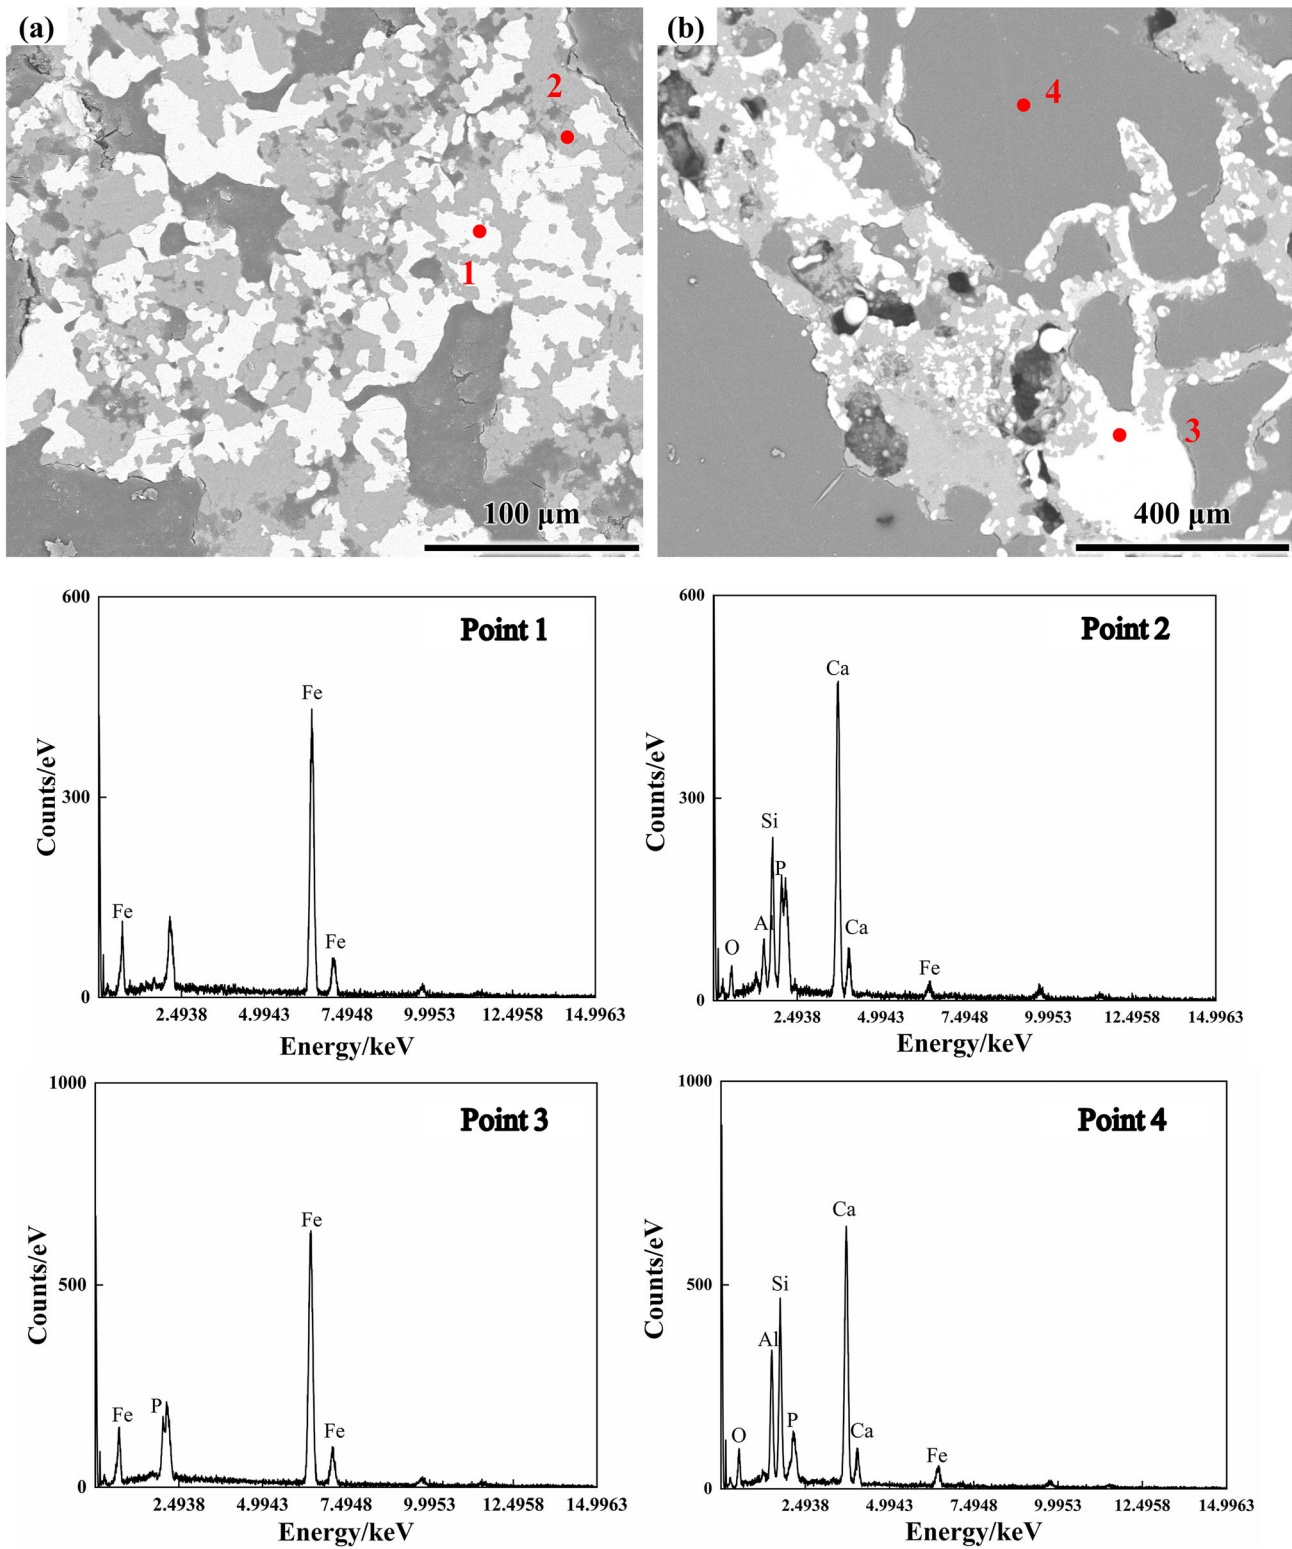 (a)
2
1
100 μm
(b)
4
3
400 μm
Point 1
600
300
0
Counts/eV
Fe
Fe
Fe
2.4938 4.9943 7.4948 9.9953 12.4958 14.9963
Energy/keV
Point 2
600
300
0
Counts/eV
O
Al
Si
P
Ca
Ca
Fe
2.4938 4.9943 7.4948 9.9953 12.4958 14.9963
Energy/keV
Point 3
1000
500
0
Counts/eV
Fe
P
Fe
Fe
2.4938 4.9943 7.4948 9.9953 12.4958 14.9963
Energy/keV
Point 4
1000
500
0
Counts/eV
O
Al
Si
P
Ca
Ca
Fe
2.4938 4.9943 7.4948 9.9953 12.4958 14.9963
Energy/keV